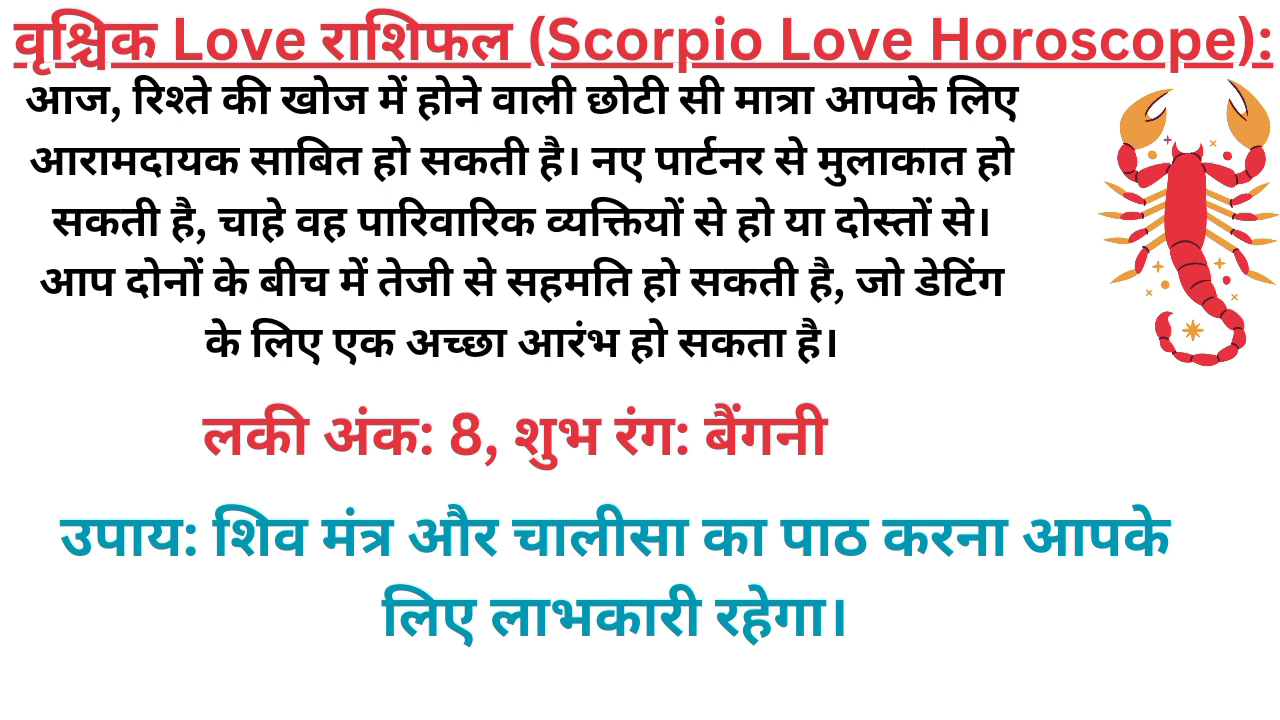 वृश्चिक Love राशिफल (Scorpio Love Horoscope):
आज, रिश्ते की खोज में होने वाली छोटी सी मात्रा आपके लिए
आरामदायक साबित हो सकती है। नए पार्टनर से मुलाकात हो
सकती है, चाहे वह पारिवारिक व्यक्तियों से हो या दोस्तों से।
आप दोनों के बीच में तेजी से सहमति हो सकती है, जो डेटिंग
के लिए एक अच्छा आरंभ हो सकता है।
लकी अंक: 8, शुभ रंग: बैंगनी
उपाय: शिव मंत्र और चालीसा का पाठ करना आपके
लिए लाभकारी रहेगा।